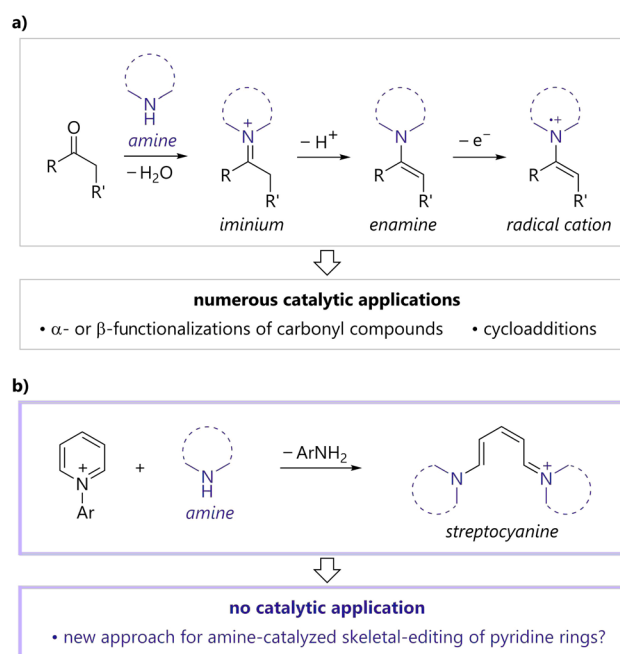 a)
O
R
R'
N
H
amine
–H₂O
+
N
R
R'
iminium
–H⁺
N
R
R'
enamine
–e⁻
•+
N
R
R'
radical cation
numerous catalytic applications
• α- or β-functionalizations of carbonyl compounds • cycloadditions
b)
+
N
Ar
+
N
H
amine
–ArNH₂
N
+
N
streptocyanine
no catalytic application
• new approach for amine-catalyzed skeletal-editing of pyridine rings?